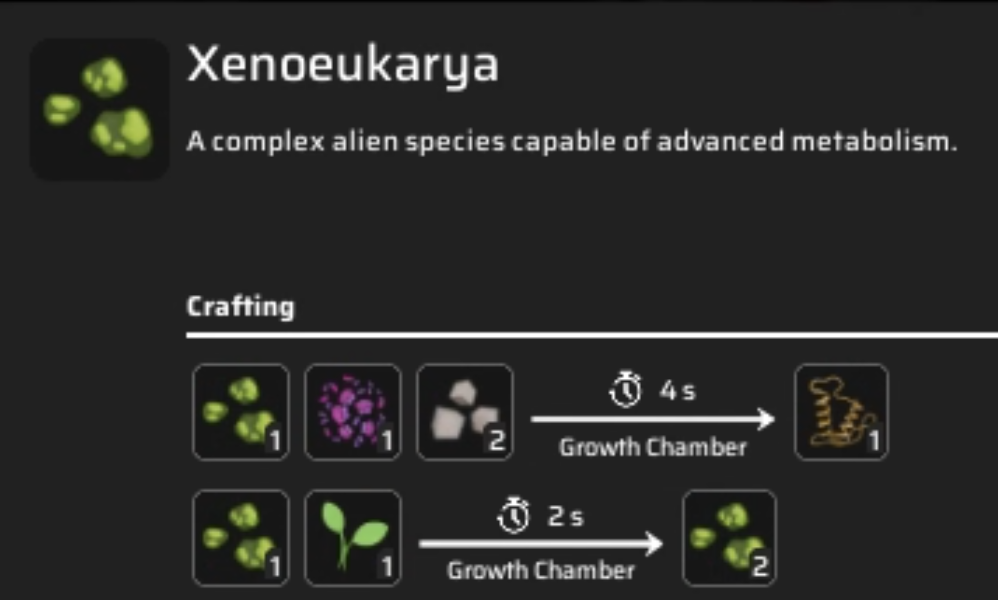 Xenoeukarya
A complex alien species capable of advanced metabolism.
Crafting
4 s
1 1 2 Growth Chamber 1
2 s
1 1 Growth Chamber 2